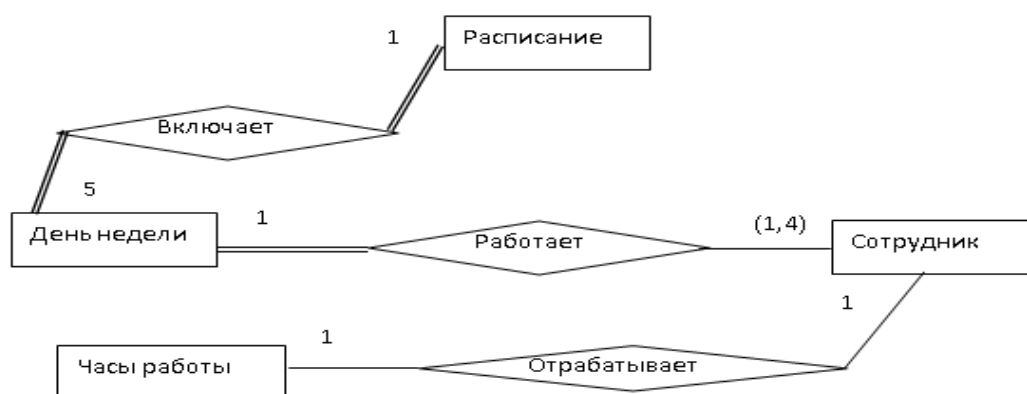 1
Расписание
Включает
5
День недели
1
Работает
(1,4)
Сотрудник
1
1
Часы работы
Отрабатывает